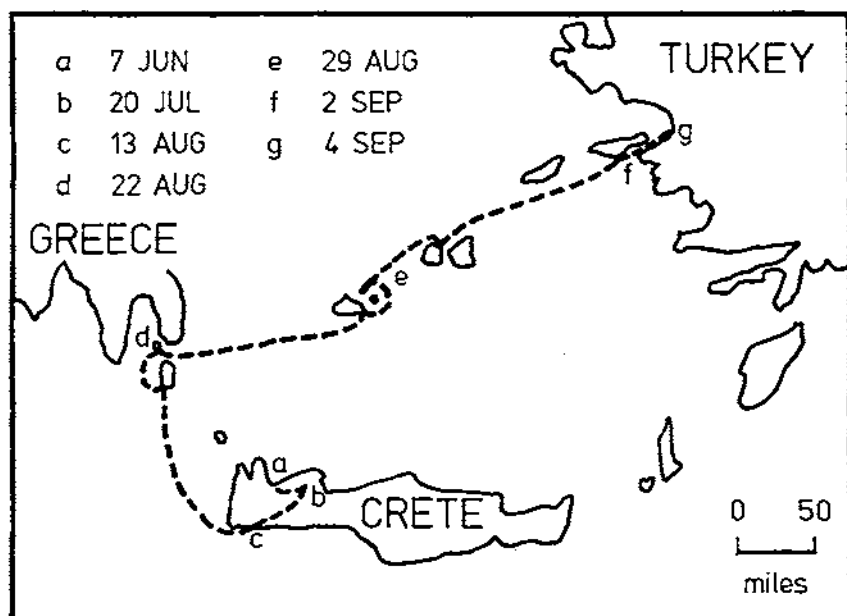 a 7 JUN e 29 AUG
b 20 JUL f 2 SEP
c 13 AUG g 4 SEP
d 22 AUG
TURKEY
g
f
GREECE
e
d
a
b
CRETE
c
0 50
miles